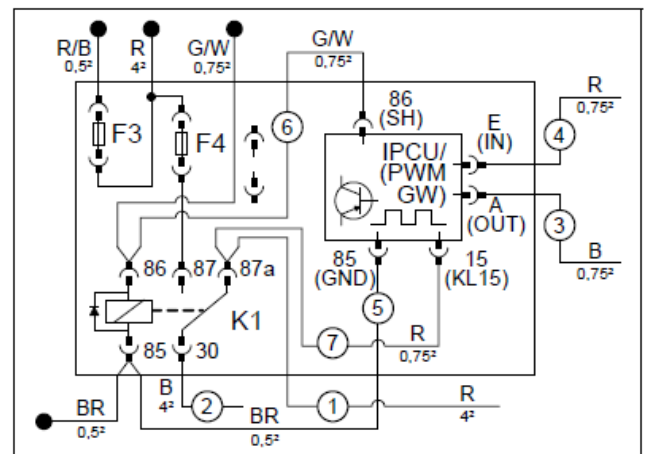 R/B
0,5²
R
4²
G/W
0,75²
G/W
0,75²
86
(SH)
R
0,75²
F3
F4
6
E
(IN)
4
IPCU/
(PWM
GW)
A
(OUT)
3
B
0,75²
86
87
87a
85
(GND)
15
(KL15)
5
K1
7
R
0,75²
85
30
B
4²
2
1
R
4²
BR
0,5²
BR
0,5²